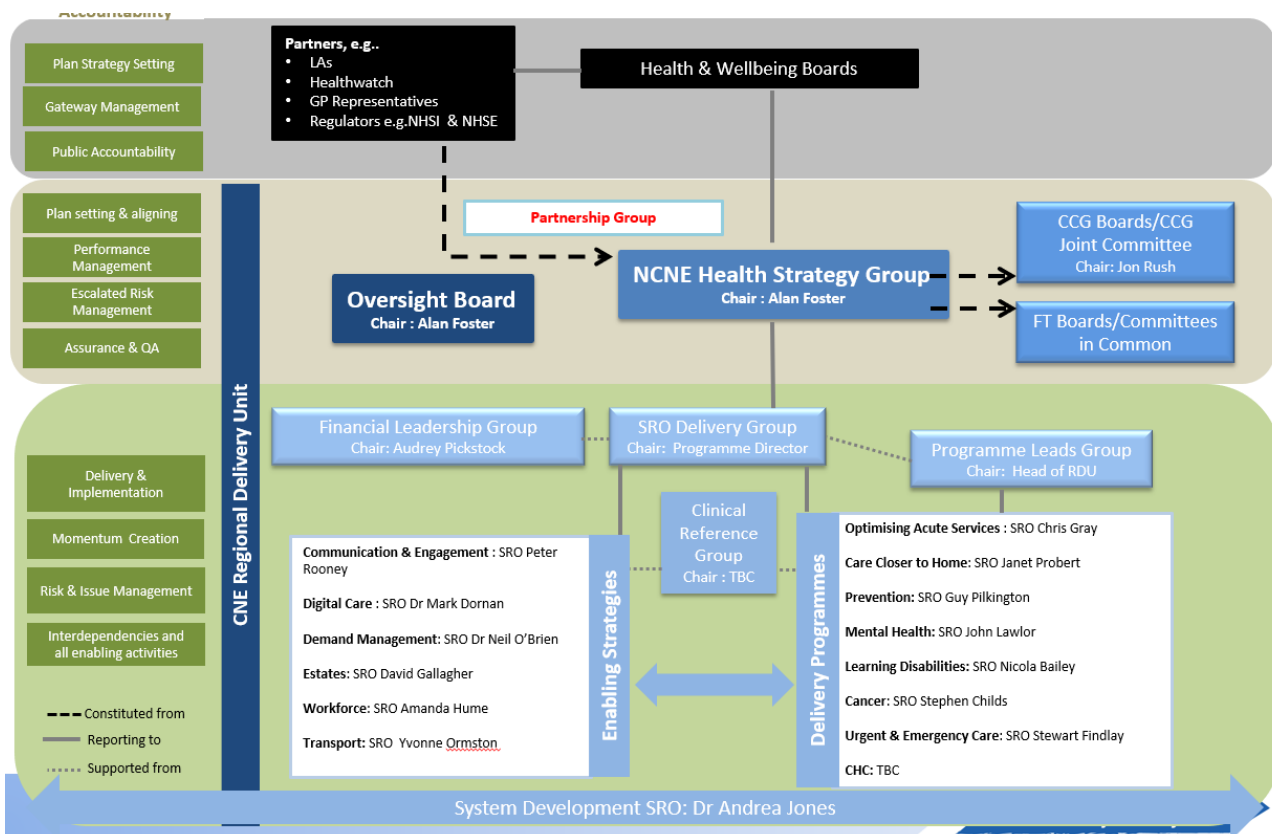 Accountability
Plan Strategy Setting
Gateway Management
Public Accountability
Partners, e.g..
• LAs
• Healthwatch
• GP Representatives
• Regulators e.g.NHSI & NHSE
Health & Wellbeing Boards
Plan setting & aligning
Performance
Management
Escalated Risk
Management
Assurance & QA
CNE Regional Delivery Unit
Partnership Group
Oversight Board
Chair : Alan Foster
NCNE Health Strategy Group
Chair : Alan Foster
CCG Boards/CCG
Joint Committee
Chair: Jon Rush
FT Boards/Committees
in Common
Financial Leadership Group
Chair: Audrey Pickstock
SRO Delivery Group
Chair: Programme Director
Programme Leads Group
Chair: Head of RDU
Delivery &
Implementation
Momentum Creation
Risk & Issue Management
Interdependencies and
all enabling activities
Clinical
Reference
Group
Chair : TBC
Communication & Engagement : SRO Peter
Rooney
Digital Care : SRO Dr Mark Dornan
Demand Management: SRO Dr Neil O’Brien
Estates: SRO David Gallagher
Workforce: SRO Amanda Hume
Transport: SRO Yvonne Ormston
Enabling Strategies
Delivery Programmes
Optimising Acute Services : SRO Chris Gray
Care Closer to Home: SRO Janet Probert
Prevention: SRO Guy Pilkington
Mental Health: SRO John Lawlor
Learning Disabilities: SRO Nicola Bailey
Cancer: SRO Stephen Childs
Urgent & Emergency Care: SRO Stewart Findlay
CHC: TBC
Constituted from
Reporting to
Supported from
System Development SRO: Dr Andrea Jones